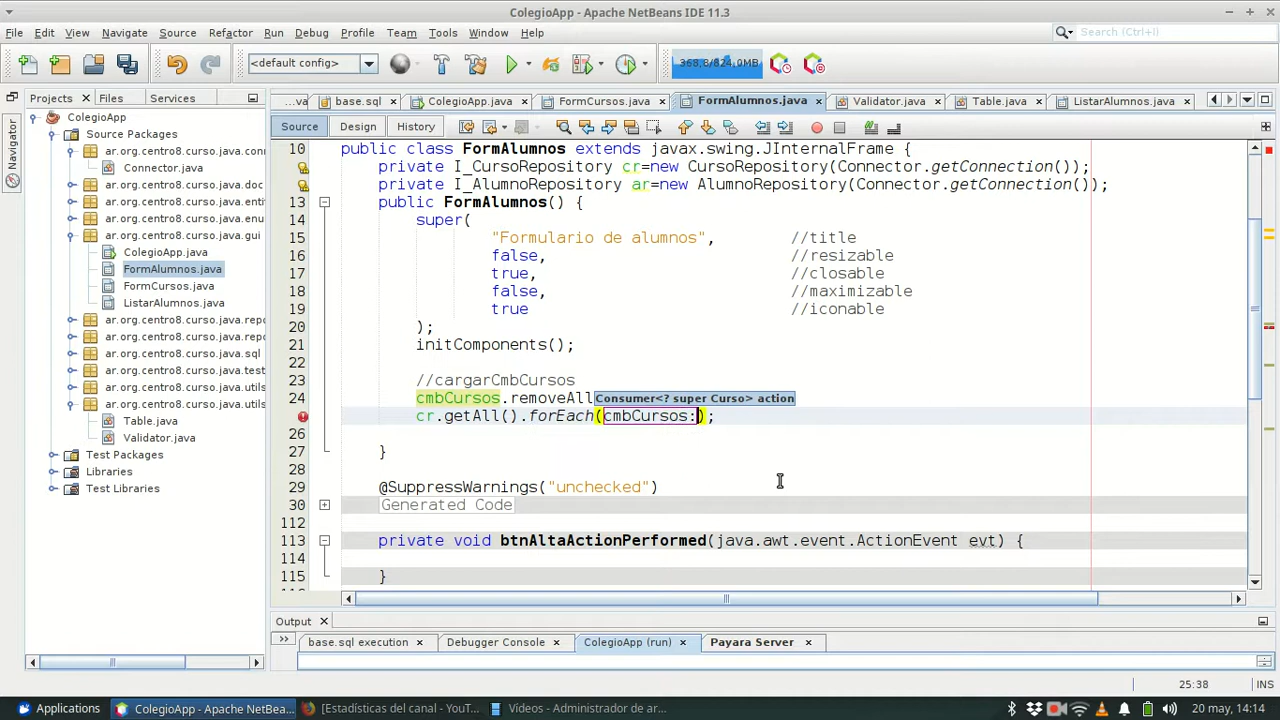 ColegioApp - Apache NetBeans IDE 11.3
File Edit View Navigate Source Refactor Run Debug Profile Team Tools Window Help
Search (Ctrl+I)
<default config>
368,8/824,0MB
Projects Files Services
...va base.sql ColegioApp.java FormCursos.java FormAlumnos.java Validator.java Table.java ListarAlumnos.java
Source Design History
Navigator
ColegioApp
Source Packages
ar.org.centro8.curso.java.con
Connector.java
ar.org.centro8.curso.java.doc
ar.org.centro8.curso.java.enti
ar.org.centro8.curso.java.enu
ar.org.centro8.curso.java.gui
ColegioApp.java
FormAlumnos.java
FormCursos.java
ListarAlumnos.java
ar.org.centro8.curso.java.repo
ar.org.centro8.curso.java.repo
ar.org.centro8.curso.java.sql
ar.org.centro8.curso.java.test
ar.org.centro8.curso.java.utils
Table.java
Validator.java
Test Packages
Libraries
Test Libraries
10 public class FormAlumnos extends javax.swing.JInternalFrame {
private I_CursoRepository cr=new CursoRepository(Connector.getConnection());
private I_AlumnoRepository ar=new AlumnoRepository(Connector.getConnection());
13 public FormAlumnos() {
14 super(
15 "Formulario de alumnos", //title
16 false, //resizable
17 true, //closable
18 false, //maximizable
19 true //iconable
20 );
21 initComponents();
22
23 //cargarCmbCursos
24 cmbCursos.removeAll Consumer<? super Curso> action
cr.getAll().forEach(cmbCursos:);
26
27 }
28
29 @SuppressWarnings("unchecked")
30 Generated Code
112
113 private void btnAltaActionPerformed(java.awt.event.ActionEvent evt) {
114
115 }
Output
>> base.sql execution Debugger Console ColegioApp (run) Payara Server
25:38 INS
Applications ColegioApp - Apache NetBea... [Estadísticas del canal - YouT... Vídeos - Administrador de ar... 20 may, 14:14